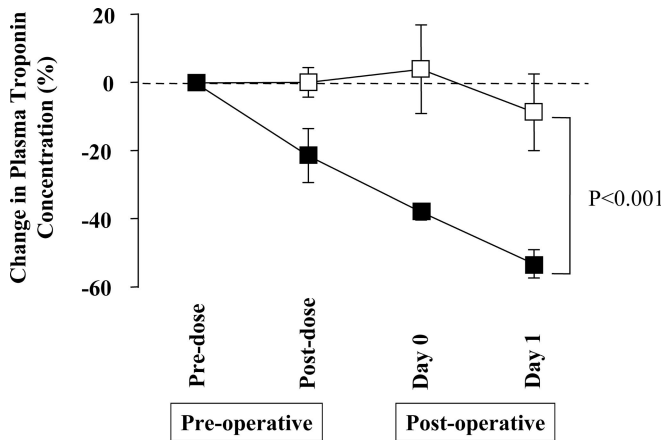 Change in Plasma Troponin
Concentration (%)
20
0
-20
-40
-60
P<0.001
Pre-dose
Post-dose
Day 0
Day 1
Pre-operative
Post-operative